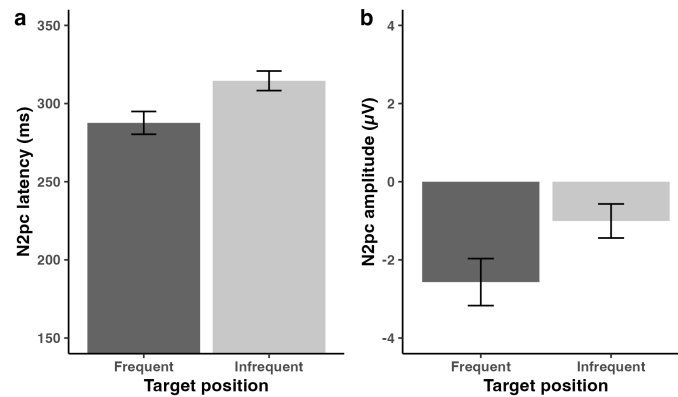 a
N2pc latency (ms)
350
300
250
200
150
Frequent
Infrequent
Target position
b
N2pc amplitude (µV)
4
2
0
-2
-4
Frequent
Infrequent
Target position